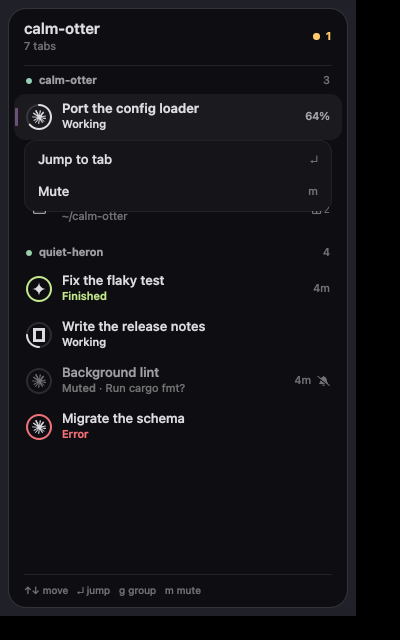 calm-otter
1
7 tabs
calm-otter 3
Port the config loader
Working
64%
Jump to tab ↵
Mute m
~/calm-otter 2
quiet-heron 4
Fix the flaky test
Finished
4m
Write the release notes
Working
Background lint
Muted · Run cargo fmt?
4m
Migrate the schema
Error
↑↓ move ↵ jump g group m mute